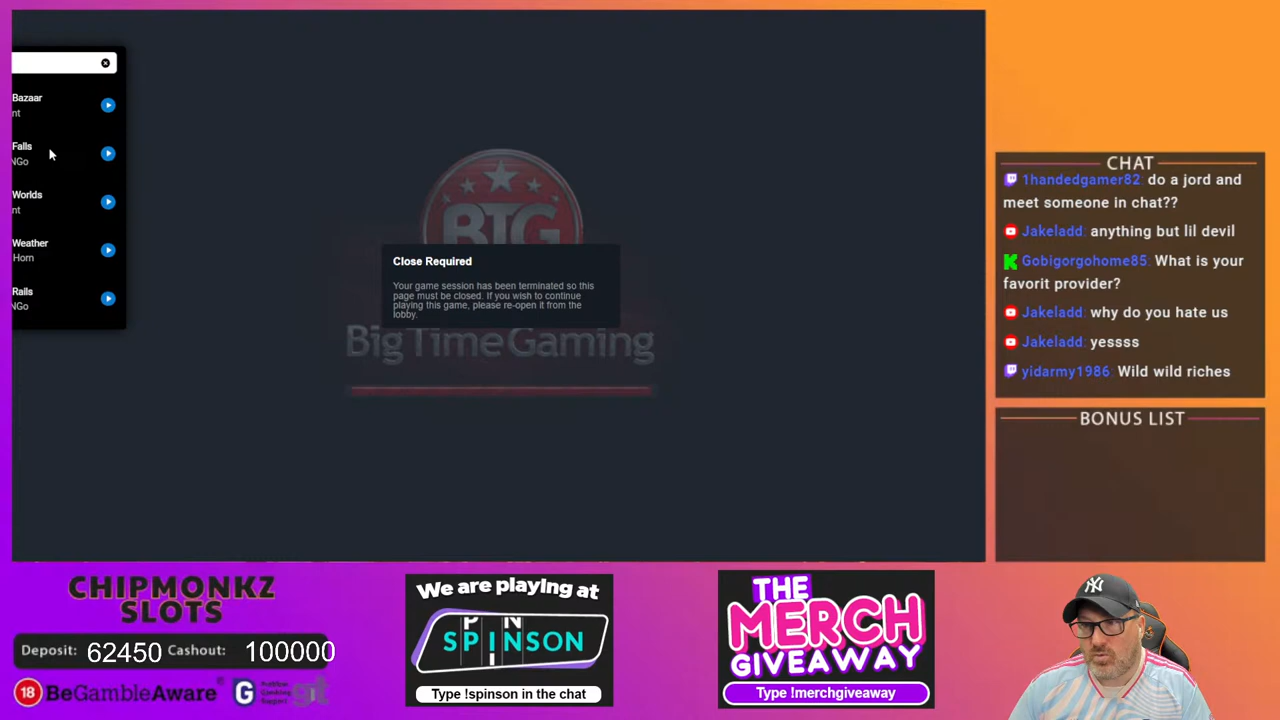 Bazaar
nt
Falls
NGo
Worlds
nt
Weather
Horn
Rails
NGo
BTG
Close Required
Your game session has been terminated so this
page must be closed. If you wish to continue
playing this game, please re-open it from the
lobby.
Big Time Gaming
CHAT
1handedgamer82: do a jord and
meet someone in chat??
Jakeladd: anything but lil devil
Gobigorgohome85: What is your
favorit provider?
Jakeladd: why do you hate us
Jakeladd: yessss
yidarmy1986: Wild wild riches
BONUS LIST
CHIPMONKZ
SLOTS
Deposit: 62450 Cashout: 100000
18 BeGambleAware
We are playing at
SPINSON
Type !spinson in the chat
THE
MERCH
GIVEAWAY
Type !merchgiveaway